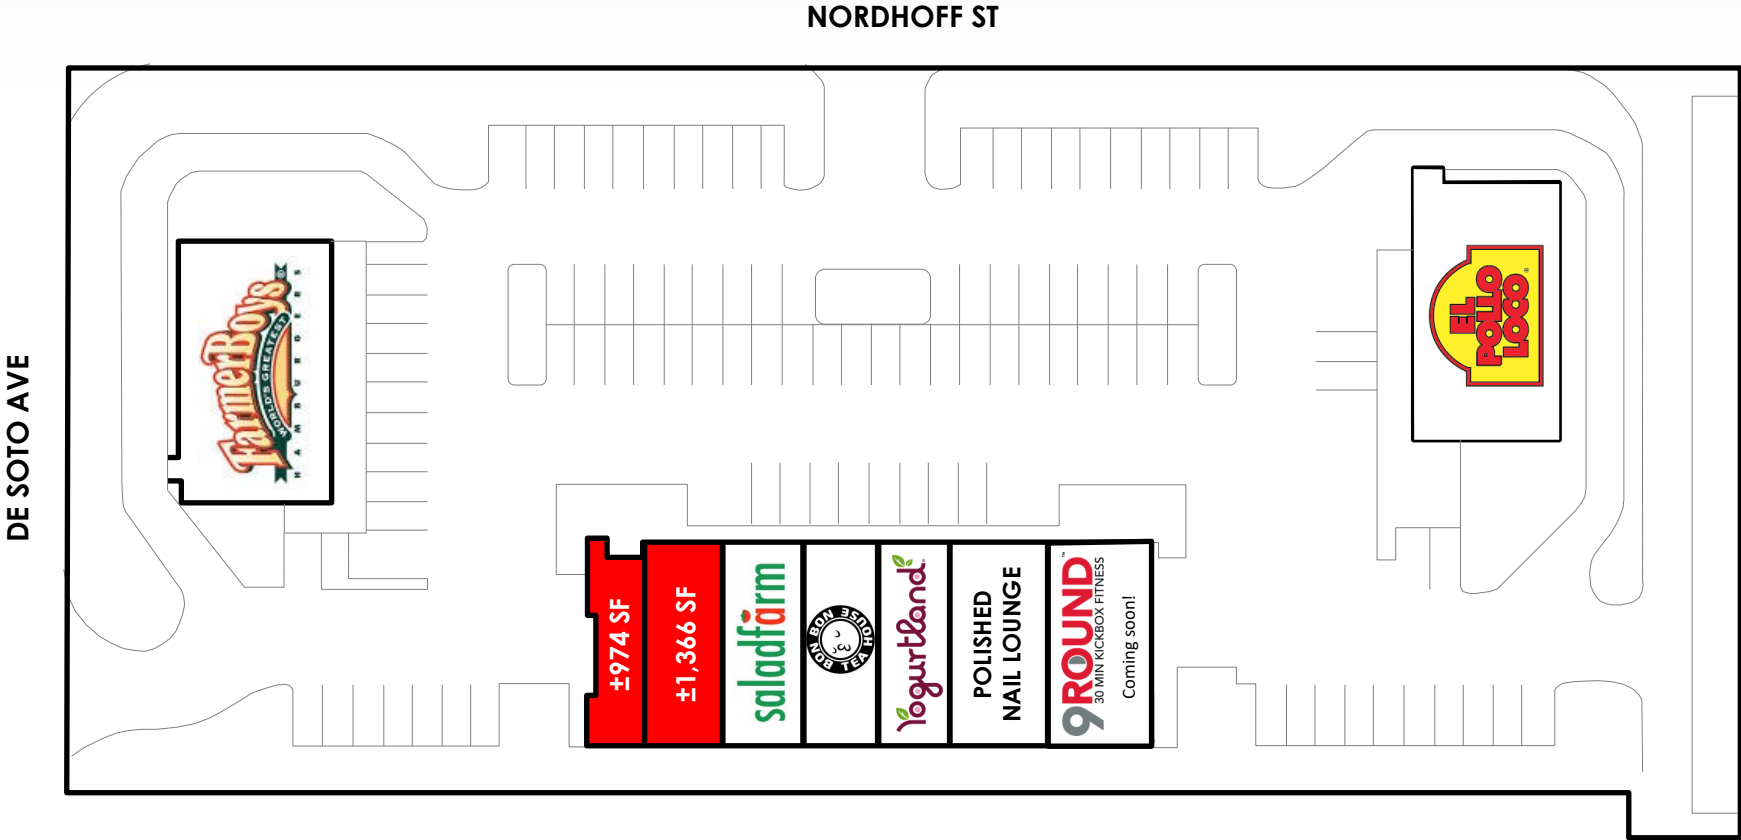 NORDHOFF ST
DE SOTO AVE
FarmerBoys®
WORLD'S GREATEST
HAMBURGERS
EL
POLLO
LOCO®
±974 SF
±1,366 SF
saladfarm
BON BON TEA HOUSE
Yogurtland
POLISHED
NAIL LOUNGE
9ROUND™
30 MIN KICKBOX FITNESS
Coming soon!